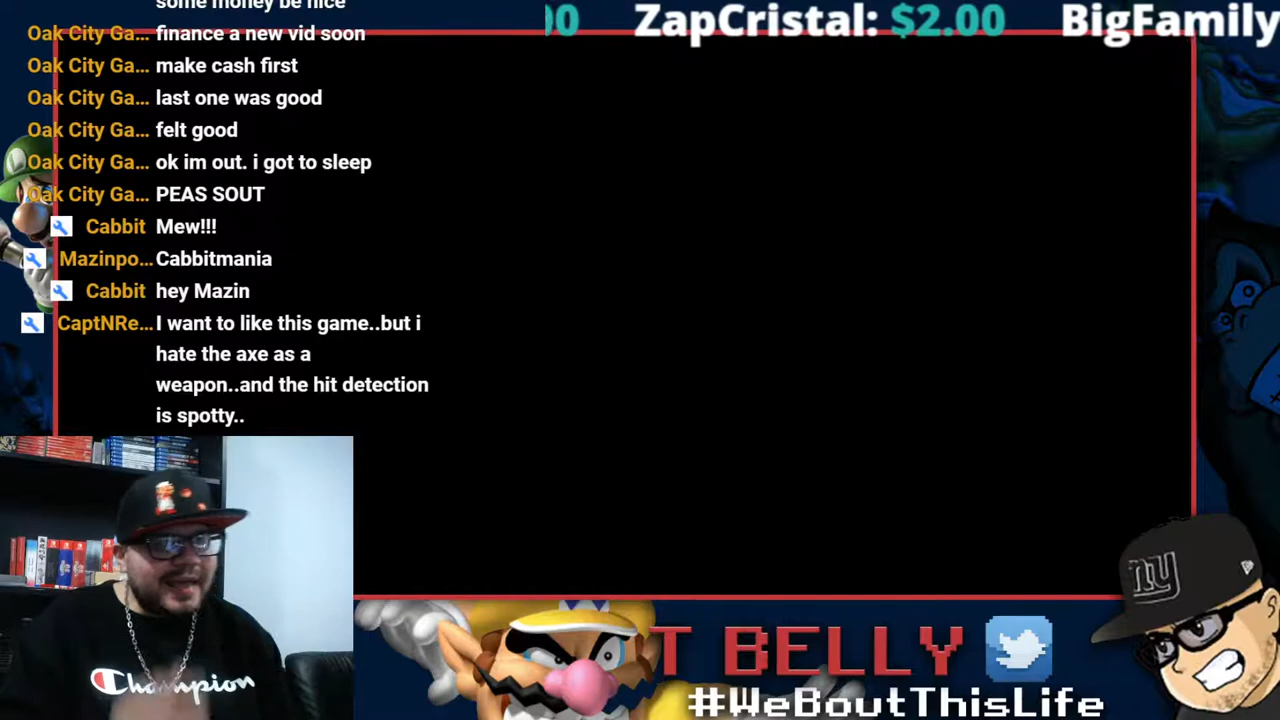 some money be nice
00 ZapCristal: $2.00 BigFamily
Oak City Ga... finance a new vid soon
Oak City Ga... make cash first
Oak City Ga... last one was good
Oak City Ga... felt good
Oak City Ga... ok im out. i got to sleep
Oak City Ga... PEAS SOUT
Cabbit Mew!!!
Mazinpo... Cabbitmania
Cabbit hey Mazin
CaptNRe... I want to like this game..but i
hate the axe as a
weapon..and the hit detection
is spotty..
Champion
NY
T BELLY
#WeBoutThisLife